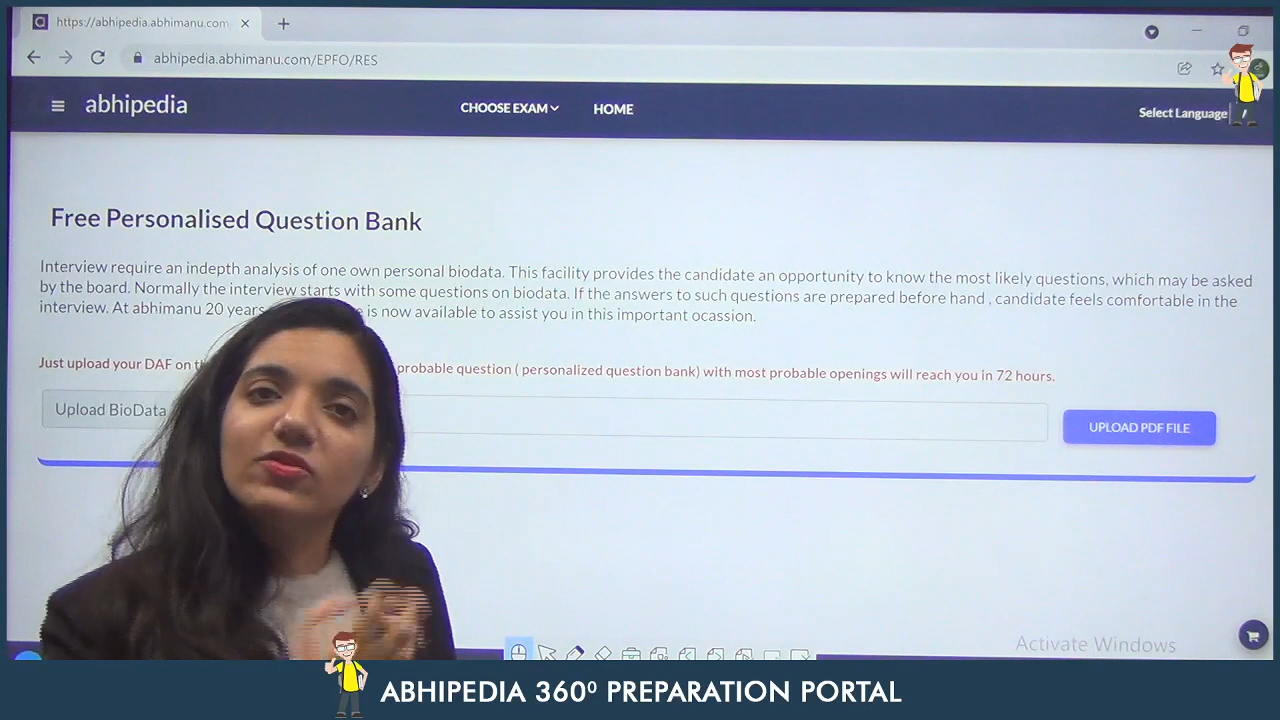 https://abhipedia.abhimanu.com
abhipedia.abhimanu.com/EPFO/RES
abhipedia
CHOOSE EXAM
HOME
Select Language
Free Personalised Question Bank
Interview require an indepth analysis of one own personal biodata. This facility provides the candidate an opportunity to know the most likely questions, which may be asked
by the board. Normally the interview starts with some questions on biodata. If the answers to such questions are prepared before hand , candidate feels comfortable in the
interview. At abhimanu 20 years is now available to assist you in this important ocassion.
Just upload your DAF on probable question ( personalized question bank) with most probable openings will reach you in 72 hours.
Upload BioData
UPLOAD PDF FILE
Activate Windows
ABHIPEDIA 360⁰ PREPARATION PORTAL